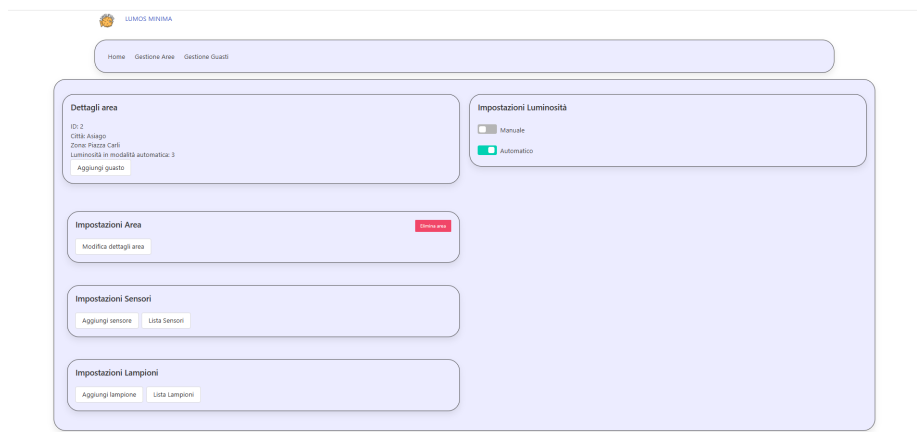 LUMOS MINIMA
Home Gestione Aree Gestione Guasti
Dettagli area
ID: 2
Città: Asiago
Zona: Piazza Carli
Luminosità in modalità automatica: 3
Aggiungi guasto
Impostazioni Luminosità
Manuale
Automatico
Impostazioni Area
Elimina area
Modifica dettagli area
Impostazioni Sensori
Aggiungi sensore Lista Sensori
Impostazioni Lampioni
Aggiungi lampione Lista Lampioni